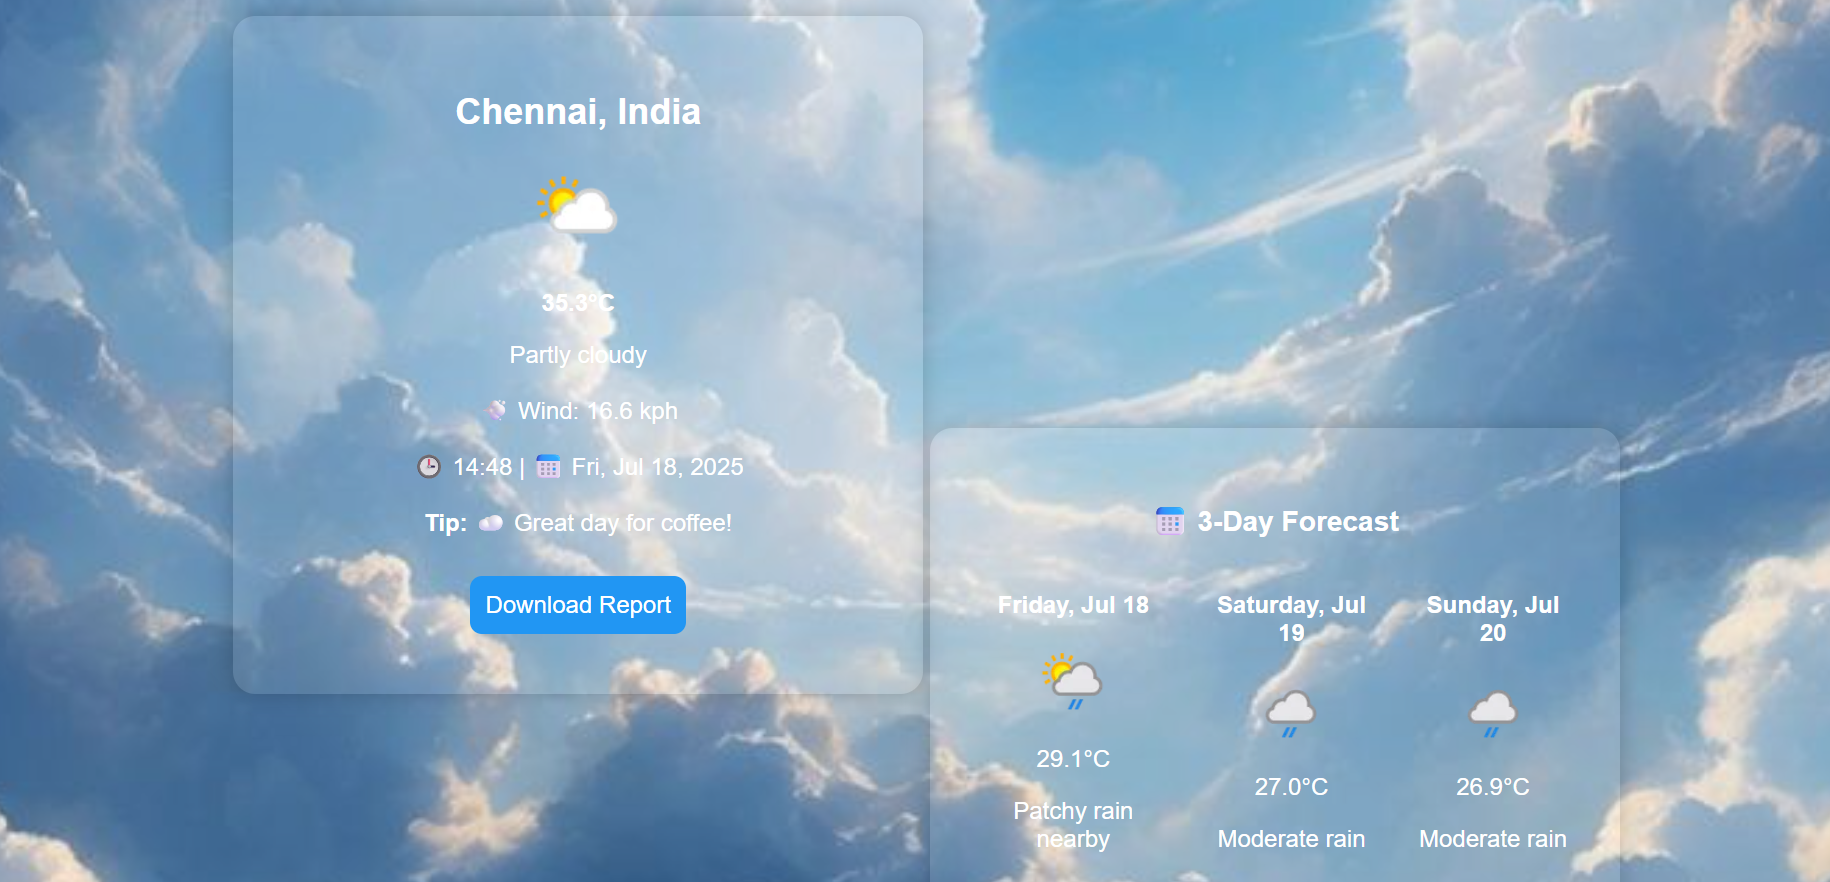 Chennai, India
35.3°C
Partly cloudy
Wind: 16.6 kph
14:48 | Fri, Jul 18, 2025
Tip: Great day for coffee!
Download Report
3-Day Forecast
Friday, Jul 18
29.1°C
Patchy rain
nearby
Saturday, Jul
19
27.0°C
Moderate rain
Sunday, Jul
20
26.9°C
Moderate rain